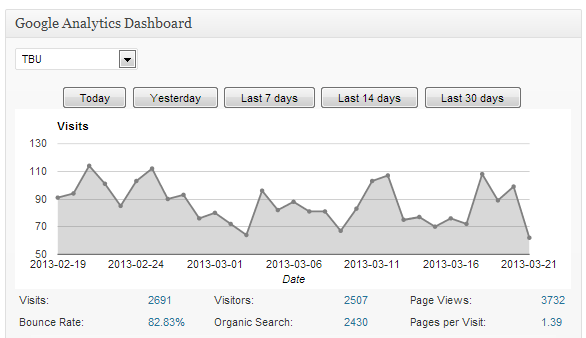 Google Analytics Dashboard
TBU
Today Yesterday Last 7 days Last 14 days Last 30 days
Visits
130
110
90
70
50
2013-02-19 2013-02-24 2013-03-01 2013-03-06 2013-03-11 2013-03-16 2013-03-21
Date
Visits: 2691 Visitors: 2507 Page Views: 3732
Bounce Rate: 82.83% Organic Search: 2430 Pages per Visit: 1.39